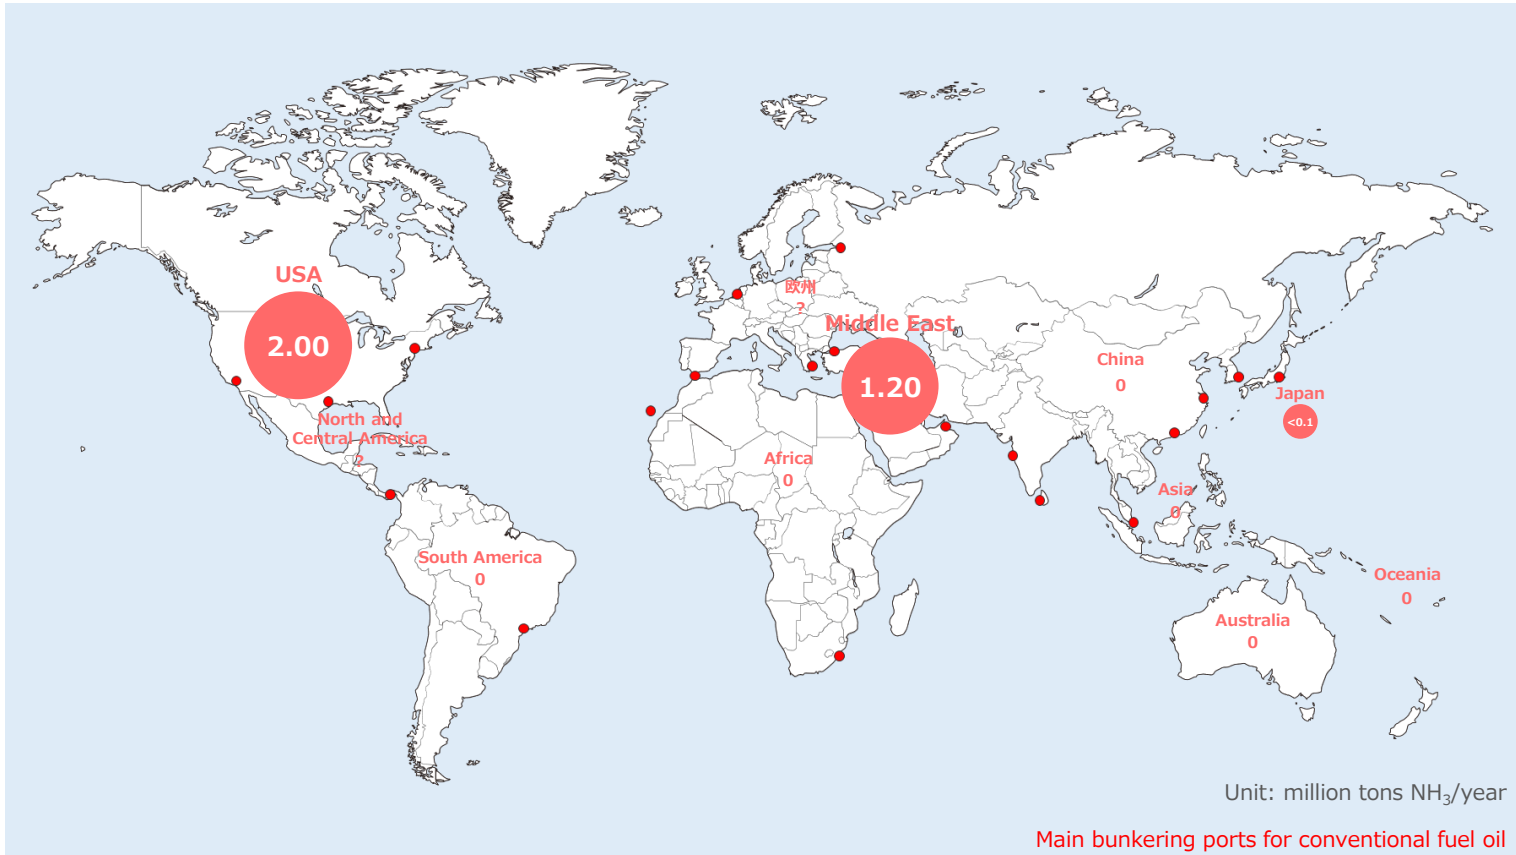 USA
2.00
North and
Central America
?
South America
0
欧州
?
Middle East
1.20
Africa
0
China
0
Japan
<0.1
Asia
0
Oceania
0
Australia
0
Unit: million tons NH₃/year
Main bunkering ports for conventional fuel oil